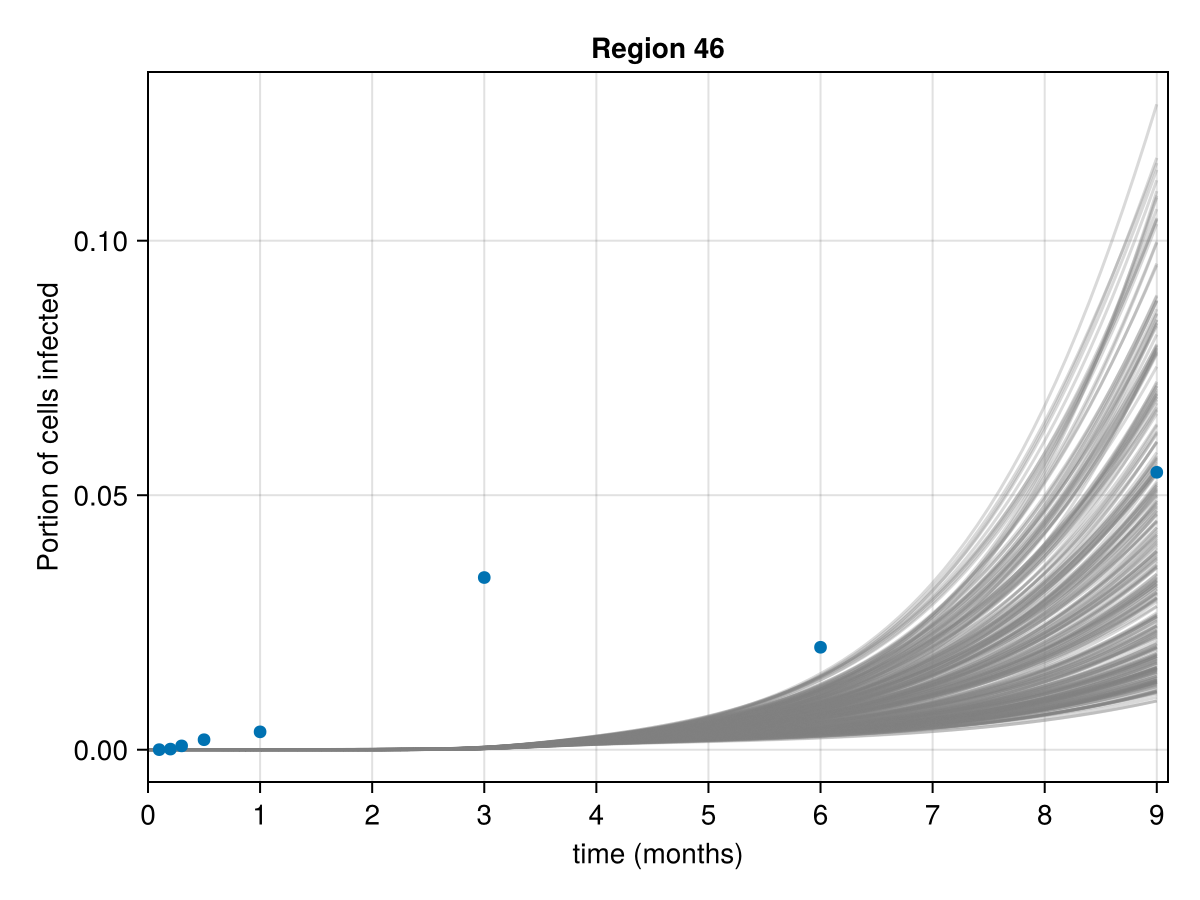 Region 46
Portion of cells infected
0.10
0.05
0.00
0 1 2 3 4 5 6 7 8 9
time (months)